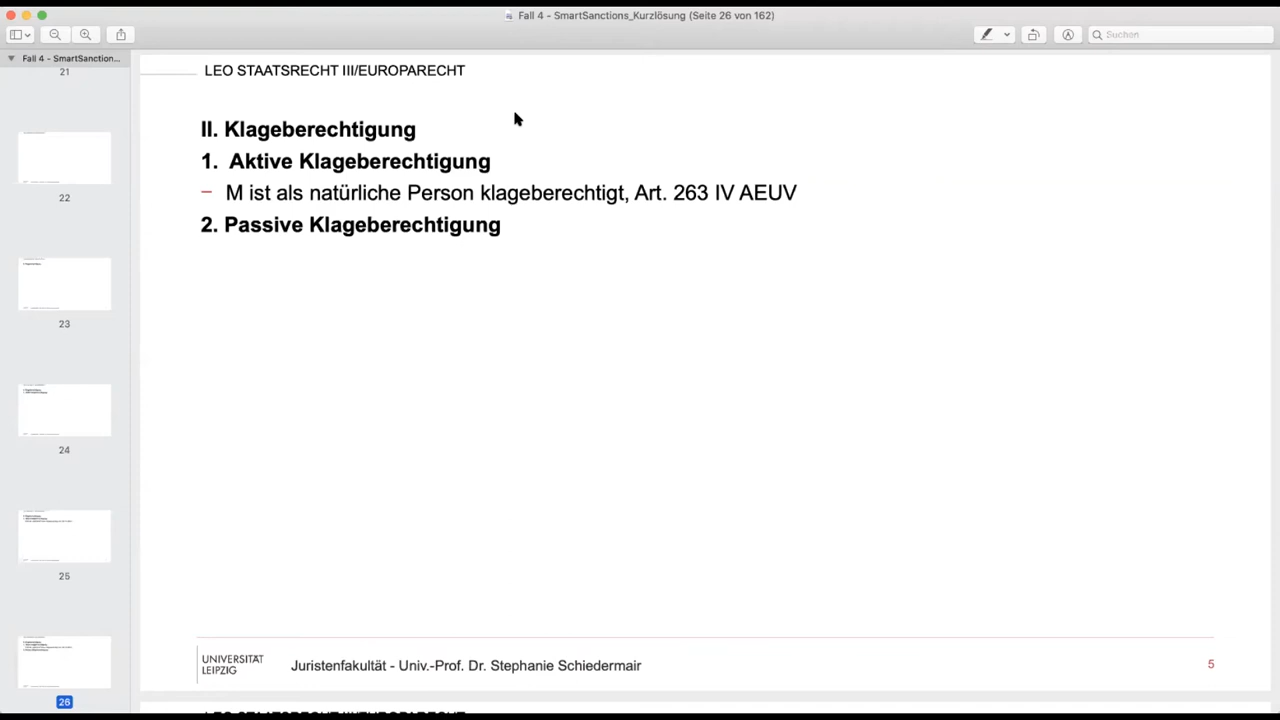 Fall 4 - SmartSanctions_Kurzlösung (Seite 26 von 162)
Suchen
Fall 4 - SmartSanction...
21
22
23
24
25
26
LEO STAATSRECHT III/EUROPARECHT
II. Klageberechtigung
1. Aktive Klageberechtigung
– M ist als natürliche Person klageberechtigt, Art. 263 IV AEUV
2. Passive Klageberechtigung
UNIVERSITÄT
LEIPZIG
Juristenfakultät - Univ.-Prof. Dr. Stephanie Schiedermair
5